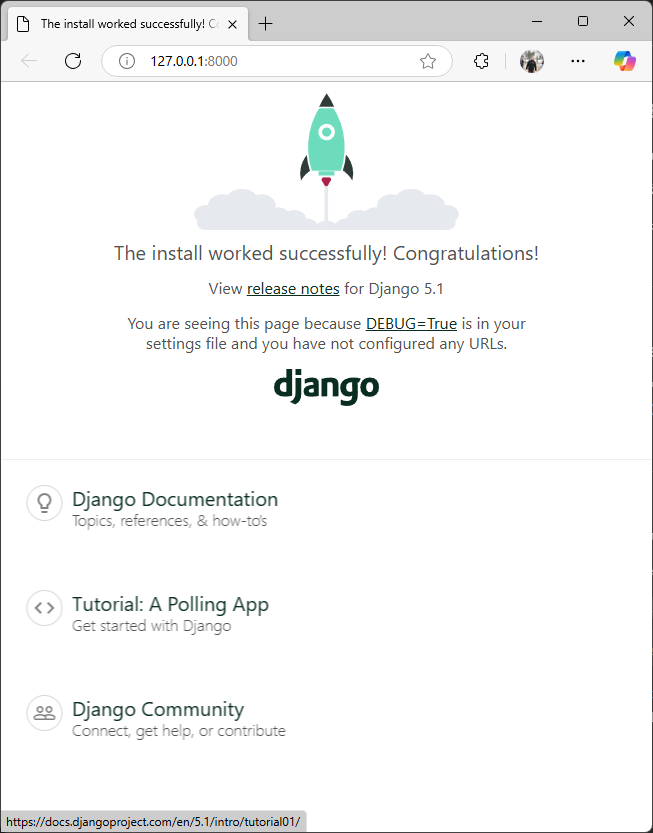 The install worked successfully! Co
127.0.0.1:8000
The install worked successfully! Congratulations!
View release notes for Django 5.1
You are seeing this page because DEBUG=True is in your
settings file and you have not configured any URLs.
django
Django Documentation
Topics, references, & how-to’s
Tutorial: A Polling App
Get started with Django
Django Community
Connect, get help, or contribute
https://docs.djangoproject.com/en/5.1/intro/tutorial01/